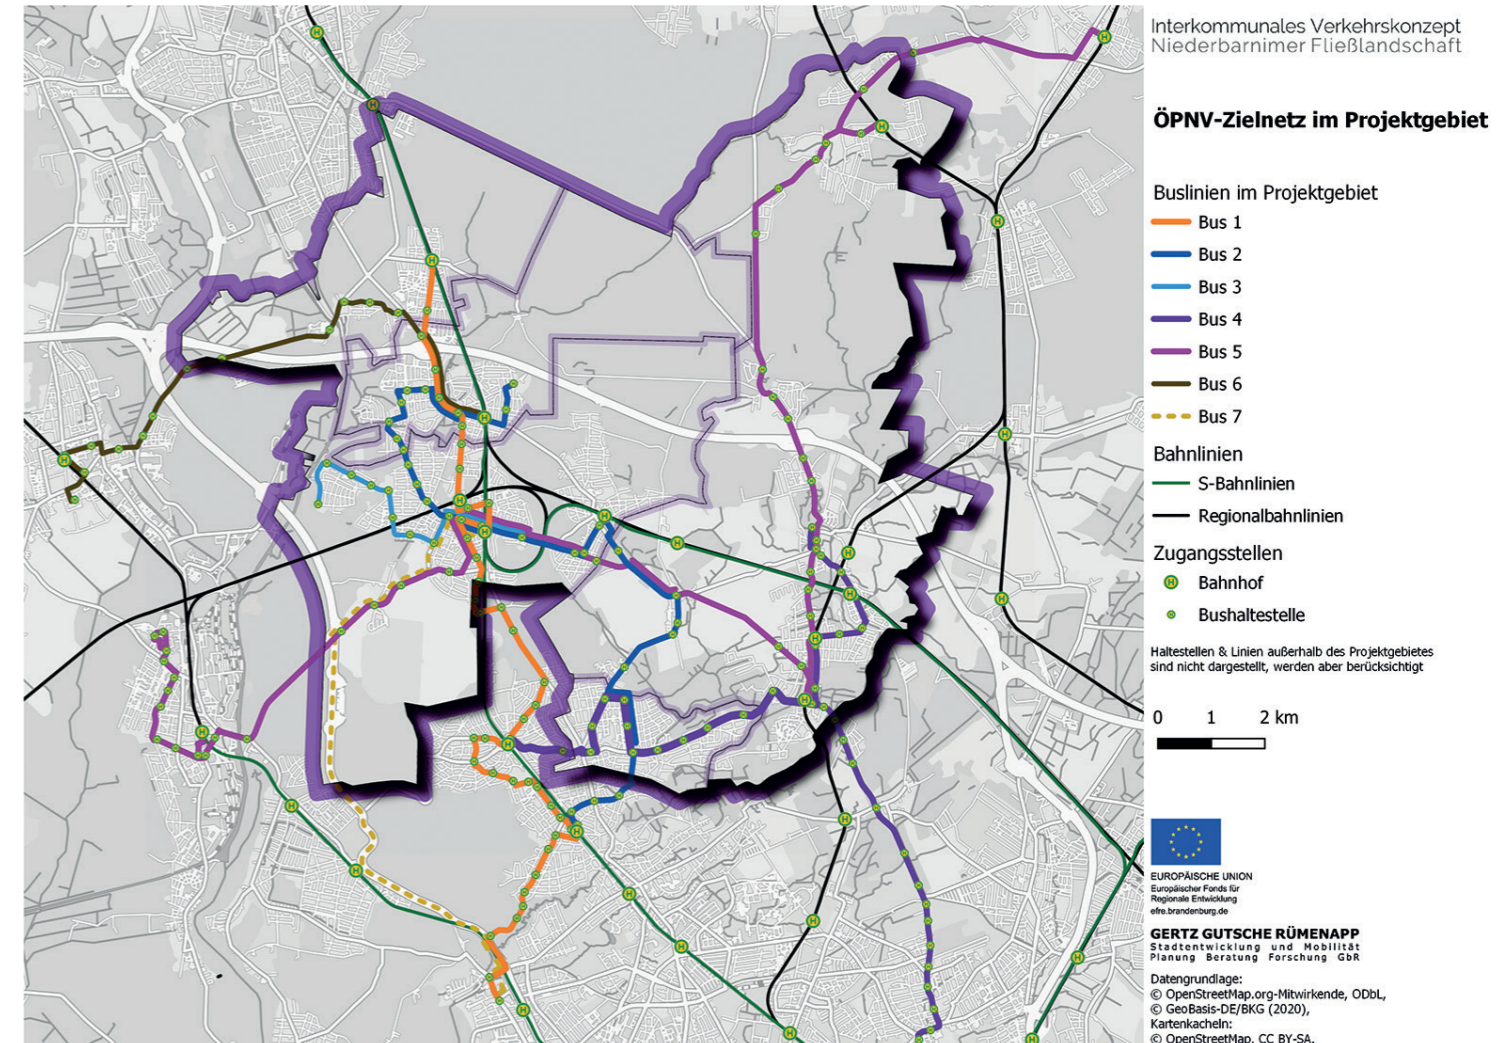 Interkommunales Verkehrskonzept
Niederbarnimer Fließlandschaft
ÖPNV-Zielnetz im Projektgebiet
Buslinien im Projektgebiet
Bus 1
Bus 2
Bus 3
Bus 4
Bus 5
Bus 6
Bus 7
Bahnlinien
S-Bahnlinien
Regionalbahnlinien
Zugangsstellen
H Bahnhof
Bushaltestelle
Haltestellen & Linien außerhalb des Projektgebietes
sind nicht dargestellt, werden aber berücksichtigt
0 1 2 km
EUROPÄISCHE UNION
Europäischer Fonds für
Regionale Entwicklung
efre.brandenburg.de
GERTZ GUTSCHE RÜMENAPP
Stadtentwicklung und Mobilität
Planung Beratung Forschung GbR
Datengrundlage:
© OpenStreetMap.org-Mitwirkende, ODbL,
© GeoBasis-DE/BKG (2020),
Kartenkacheln:
© OpenStreetMap, CC BY-SA,